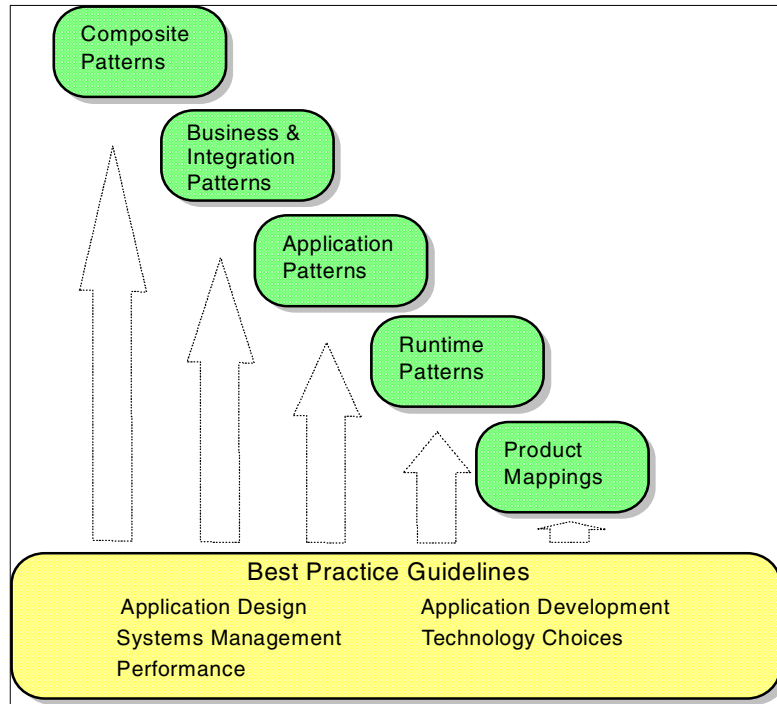 Composite
Patterns
Business &
Integration
Patterns
Application
Patterns
Runtime
Patterns
Product
Mappings
Best Practice Guidelines
Application Design
Application Development
Systems Management
Technology Choices
Performance